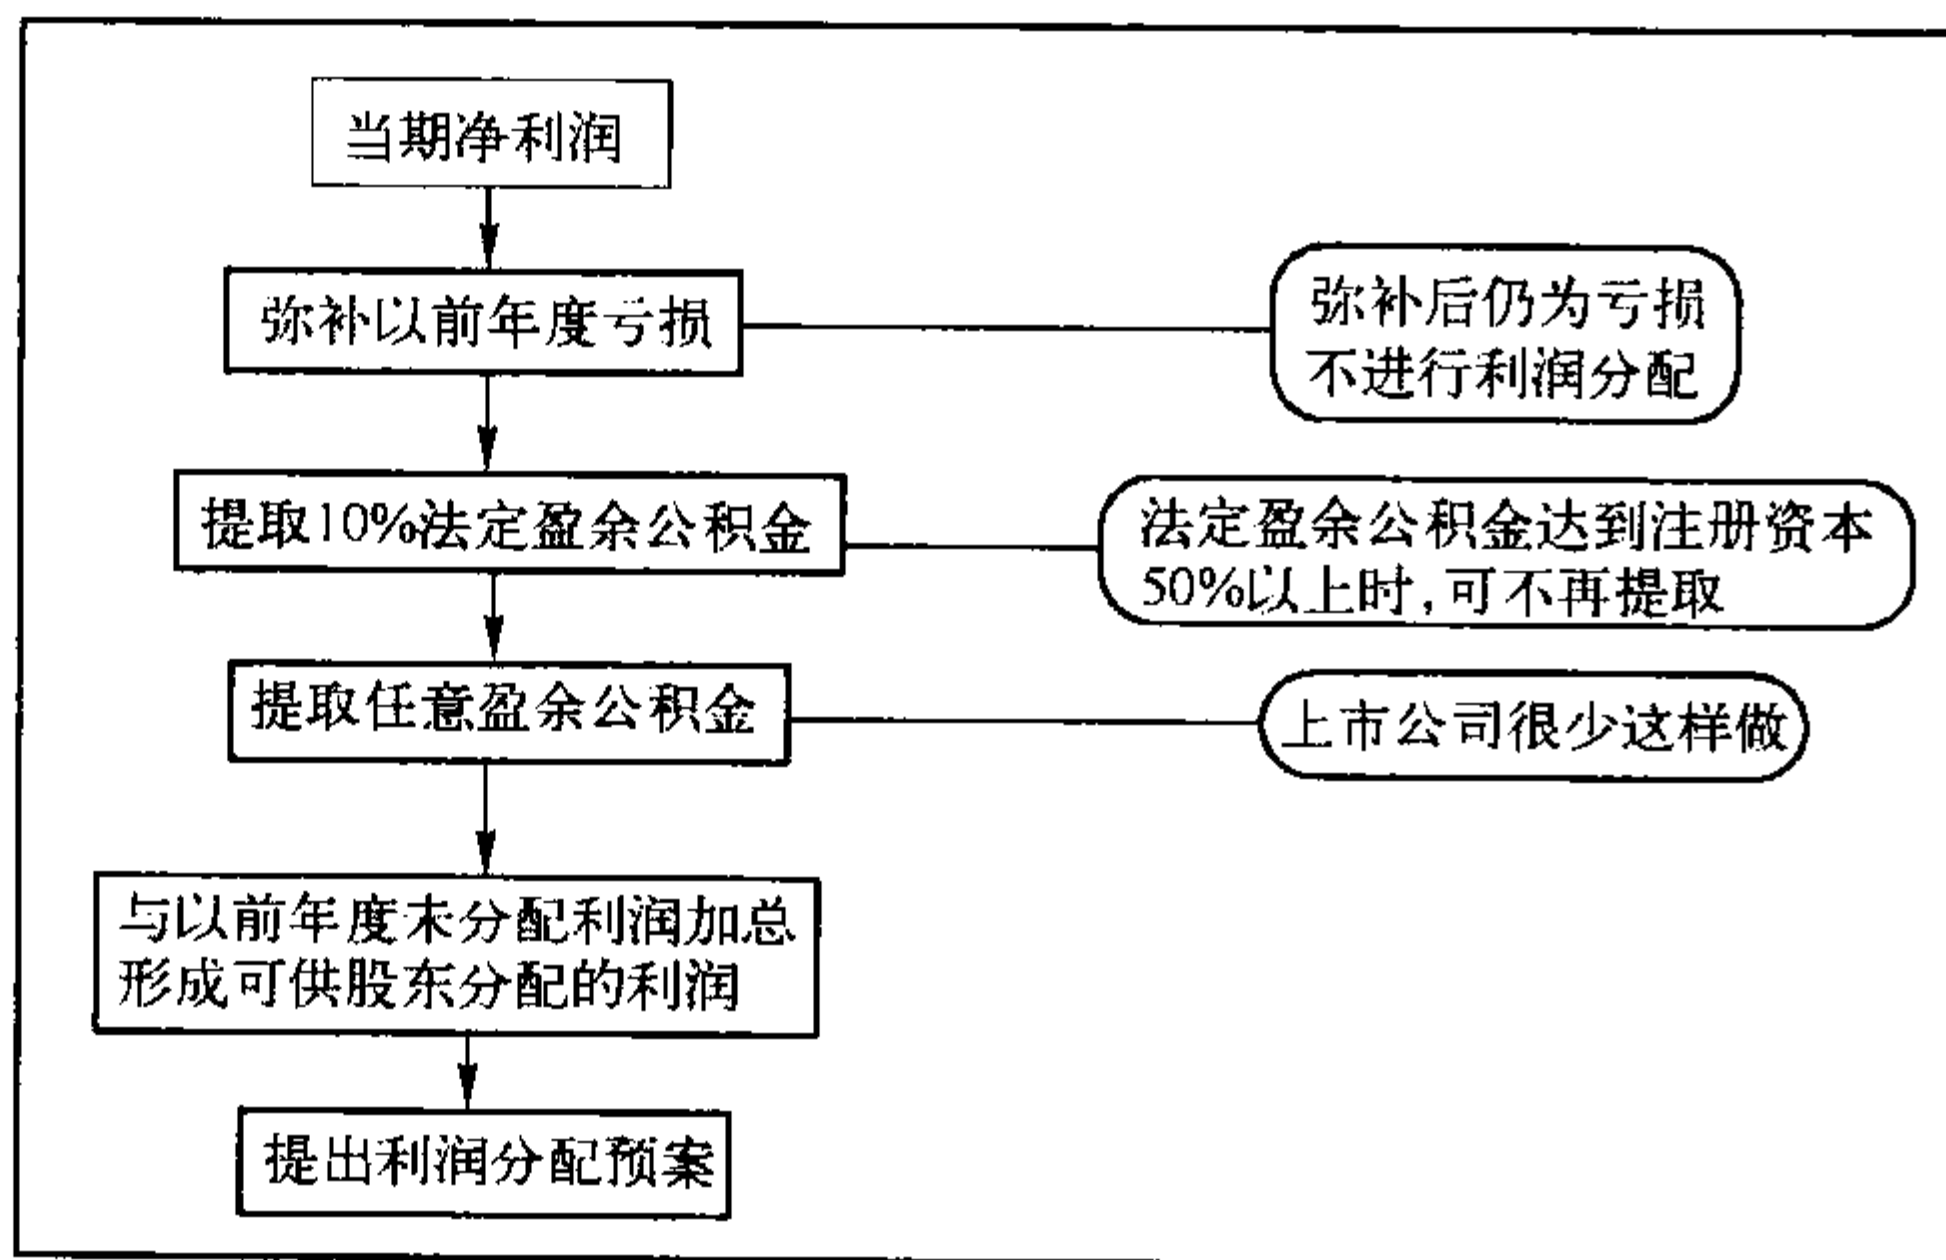 当期净利润
弥补以前年度亏损
弥补后仍为亏损
不进行利润分配
提取10%法定盈余公积金
法定盈余公积金达到注册资本
50%以上时,可不再提取
提取任意盈余公积金
上市公司很少这样做
与以前年度未分配利润加总
形成可供股东分配的利润
提出利润分配预案